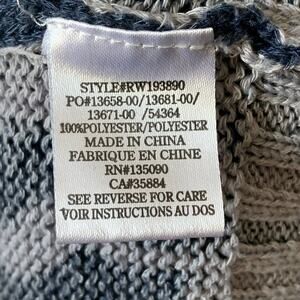 STYLE#RW193890
PO#13658-00/13681-00/
13671-00 /54364
100%POLYESTER/POLYESTER
MADE IN CHINA
FABRIQUE EN CHINE
RN#135090
CA#35884
SEE REVERSE FOR CARE
VOIR INSTRUCTIONS AU DOS